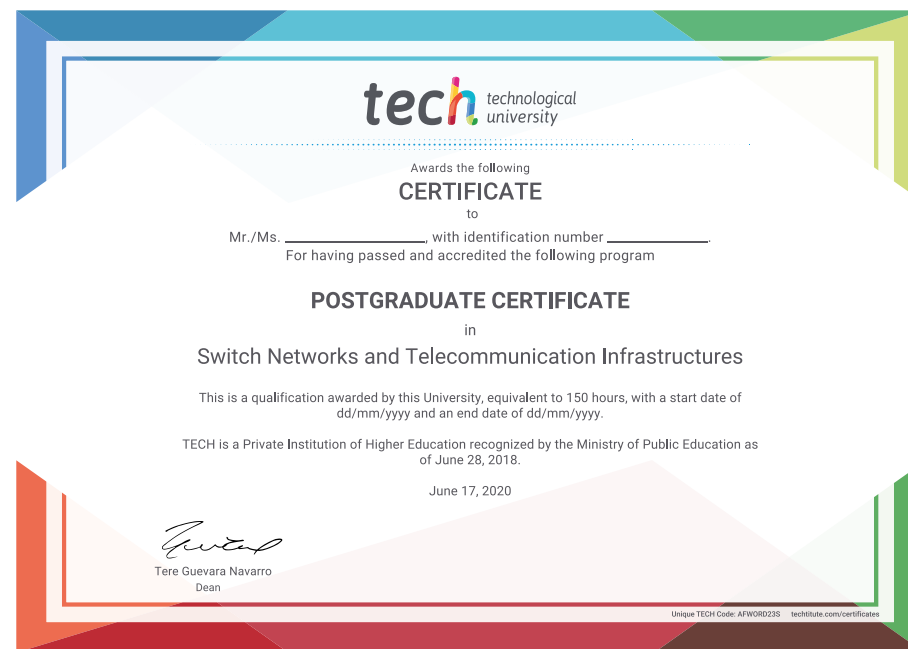 tech technological
university
Awards the following
CERTIFICATE
to
Mr./Ms. ____________, with identification number ____________.
For having passed and accredited the following program
POSTGRADUATE CERTIFICATE
in
Switch Networks and Telecommunication Infrastructures
This is a qualification awarded by this University, equivalent to 150 hours, with a start date of
dd/mm/yyyy and an end date of dd/mm/yyyy.
TECH is a Private Institution of Higher Education recognized by the Ministry of Public Education as
of June 28, 2018.
June 17, 2020
Tere Guevara Navarro
Dean
Unique TECH Code: AFWORD23S techtitute.com/certificates